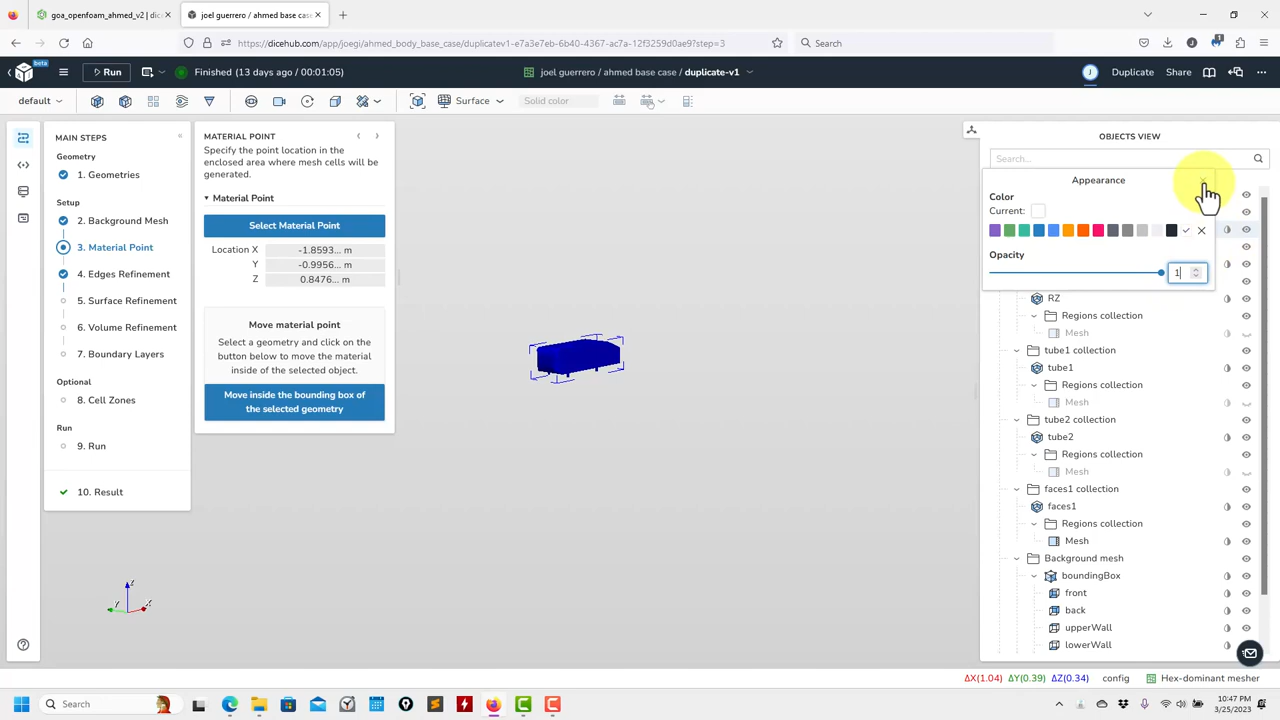 goa_openfoam_ahmed_v2 | dice
joel guerrero / ahmed base case
https://dicehub.com/app/joegi/ahmed_body_base_case/duplicatev1
?step=3
Search
beta
Run
Finished (13 days ago) (00:01:05)
joel guerrero / ahmed base case / duplicate-v1
J
Duplicate
Share
default
Surface
Solid color
MAIN STEPS
Geometry
1. Geometries
Setup
2. Background Mesh
3. Material Point
4. Edges Refinement
5. Surface Refinement
6. Volume Refinement
7. Boundary Layers
Optional
8. Cell Zones
Run
9. Run
10. Result
MATERIAL POINT
Specify the point location in the
enclosed area where mesh cells will be
generated.
Material Point
Select Material Point
Location X -1.8593... m
Y -0.9956... m
Z 0.8476... m
Move material point
Select a geometry and click on the
button below to move the material
inside of the selected object.
Move inside the bounding box of
the selected geometry
Z
Y
X
OBJECTS VIEW
Search...
Appearance
Color
Current:
Opacity
1
RZ
Regions collection
Mesh
tube1 collection
tube1
Regions collection
Mesh
tube2 collection
tube2
Regions collection
Mesh
faces1 collection
faces1
Regions collection
Mesh
Background mesh
boundingBox
front
back
upperWall
lowerWall
ΔX(1.04) ΔY(0.39) ΔZ(0.34) config Hex-dominant mesher
Search
10:47 PM
3/25/2023